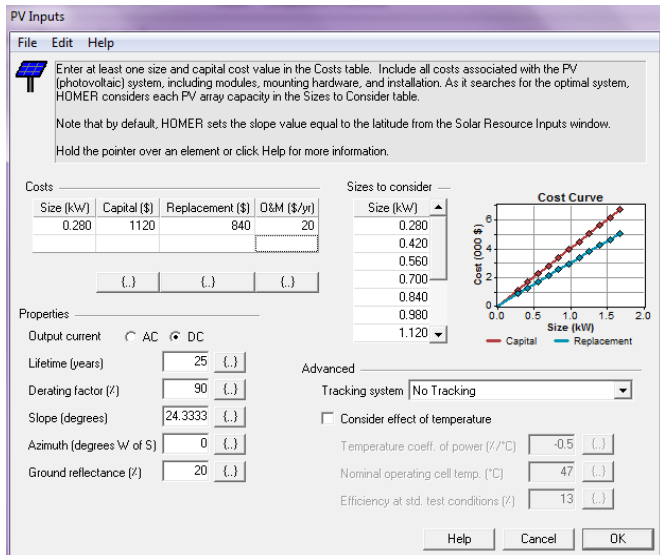 PV Inputs
File Edit Help
Enter at least one size and capital cost value in the Costs table. Include all costs associated with the PV
(photovoltaic) system, including modules, mounting hardware, and installation. As it searches for the optimal system,
HOMER considers each PV array capacity in the Sizes to Consider table.
Note that by default, HOMER sets the slope value equal to the latitude from the Solar Resource Inputs window.
Hold the pointer over an element or click Help for more information.
Costs
Size (kW) Capital ($) Replacement ($) O&M ($/yr)
0.280 1120 840 20
{..} {..} {..}
Sizes to consider
Size (kW)
0.280
0.420
0.560
0.700
0.840
0.980
1.120
Cost Curve
Cost (000 $)
6
4
2
0
0.0 0.5 1.0 1.5 2.0
Size (kW)
Capital Replacement
Properties
Output current AC DC
Lifetime (years) 25 {..}
Derating factor (%) 90 {..}
Slope (degrees) 24.3333 {..}
Azimuth (degrees W of S) 0 {..}
Ground reflectance (%) 20 {..}
Advanced
Tracking system No Tracking
Consider effect of temperature
Temperature coeff. of power (%/°C) -0.5 {..}
Nominal operating cell temp. (°C) 47 {..}
Efficiency at std. test conditions (%) 13 {..}
Help Cancel OK